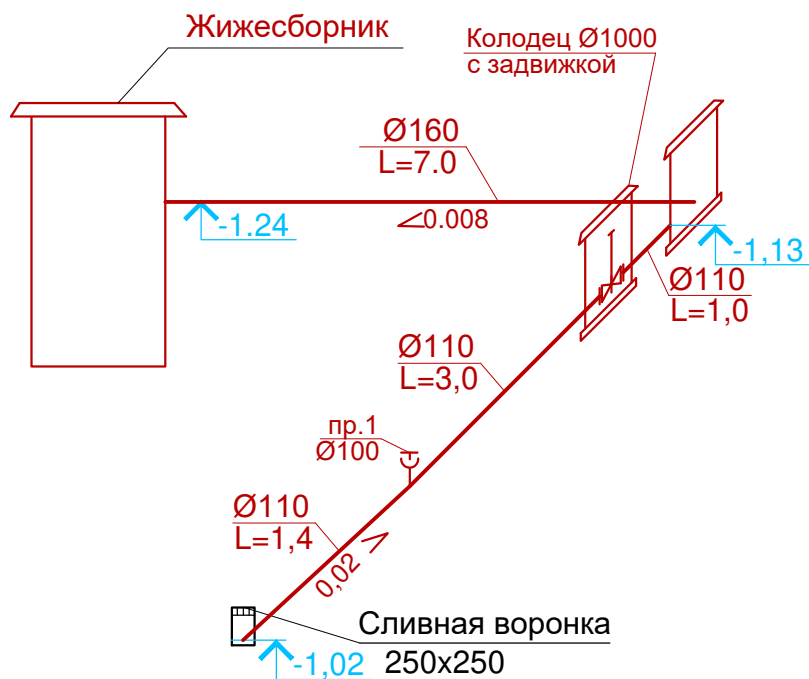 Жижесборник
Колодец Ø1000
с задвижкой
Ø160
L=7.0
-1.24
0.008
-1,13
Ø110
L=1,0
Ø110
L=3,0
пр.1
Ø100
Ø110
L=1,4
0,02
Сливная воронка
250x250
-1,02